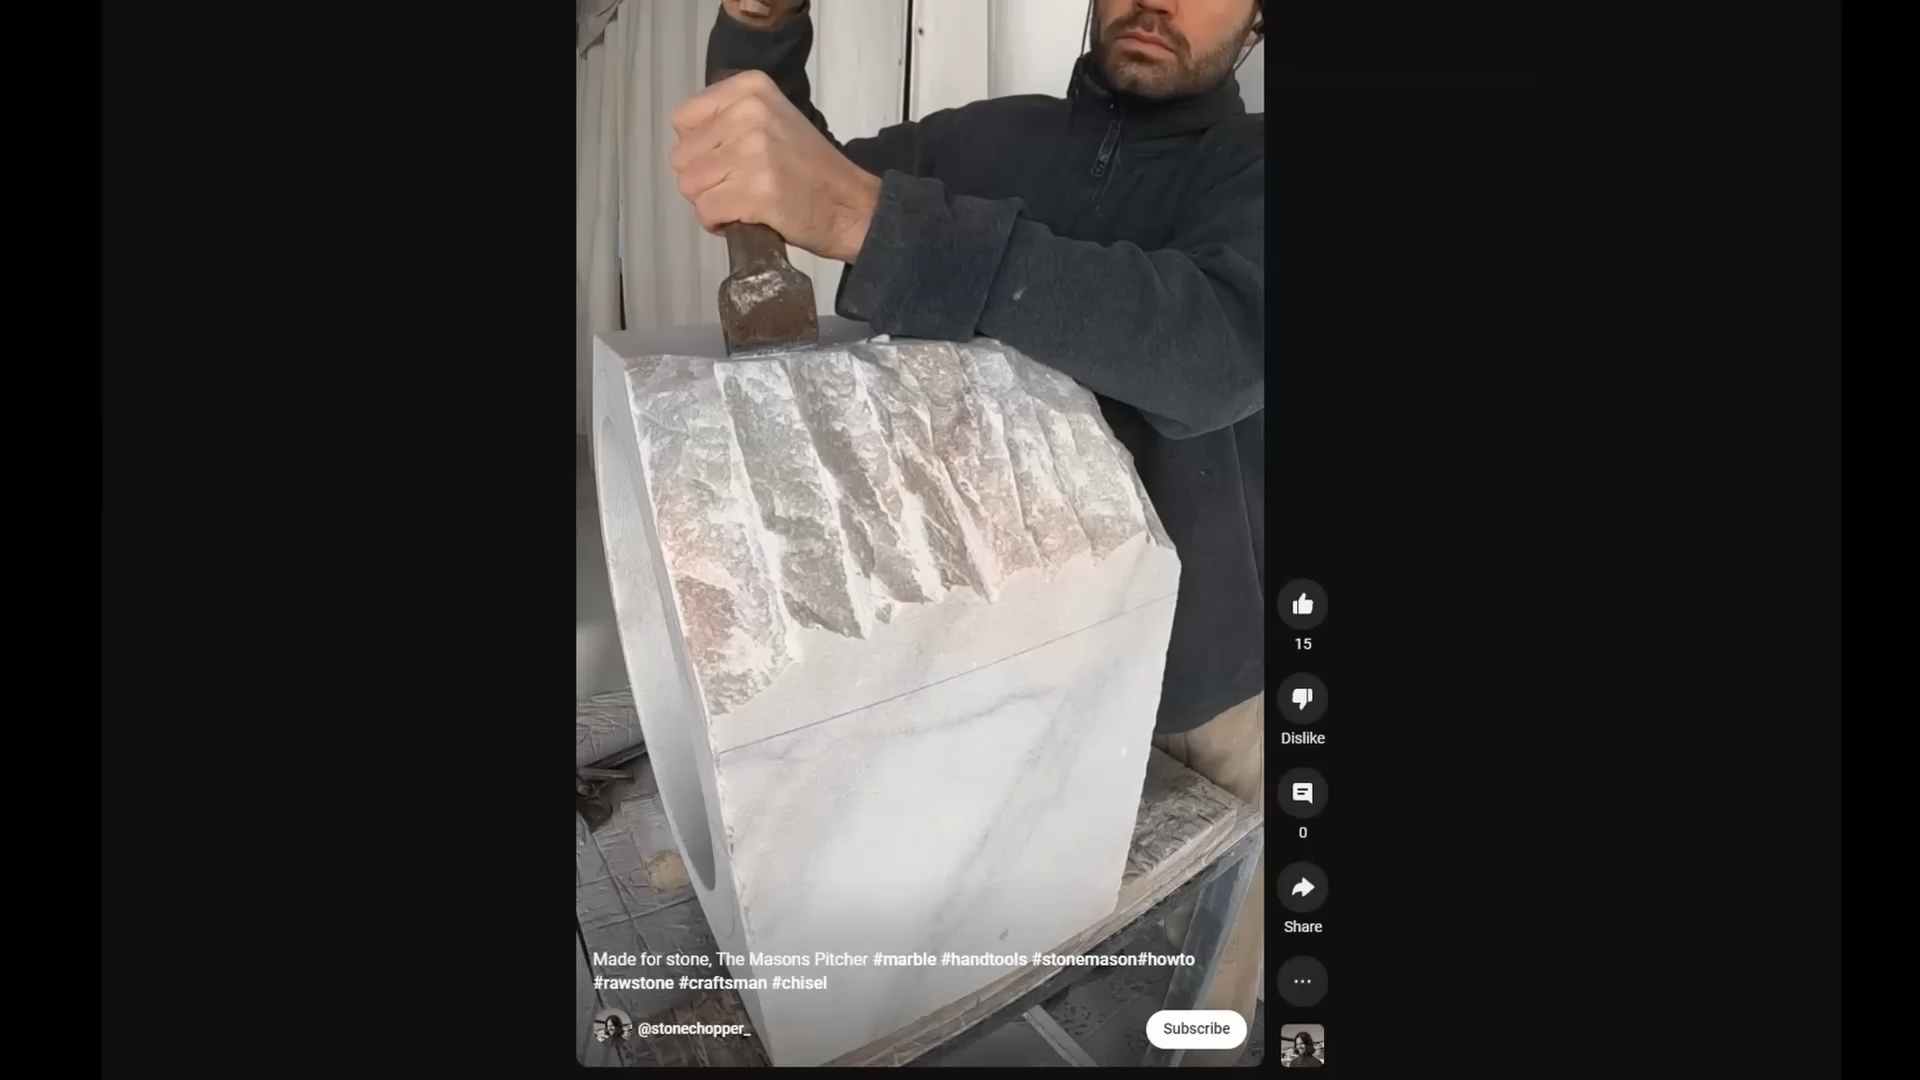 15
Dislike
0
Share
Made for stone, The Masons Pitcher #marble #handtools #stonemason#howto
#rawstone #craftsman #chisel
@stonechopper_
Subscribe